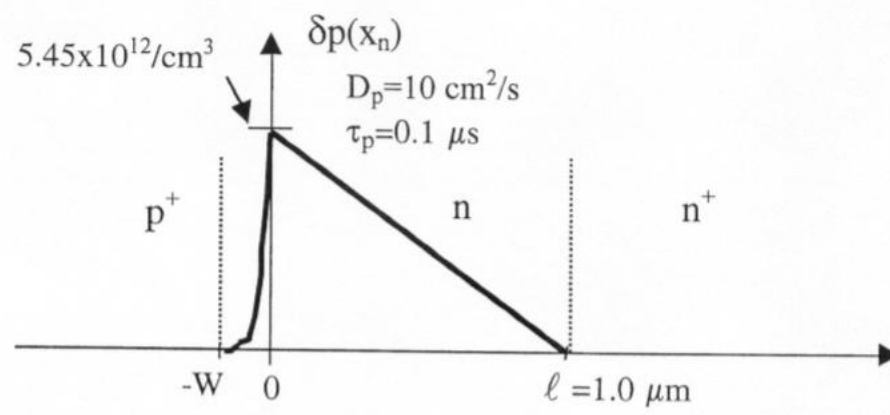 5.45x10¹²/cm³
δp(xₙ)
Dₚ=10 cm²/s
τₚ=0.1 μs
p⁺
n
n⁺
-W
0
ℓ =1.0 μm